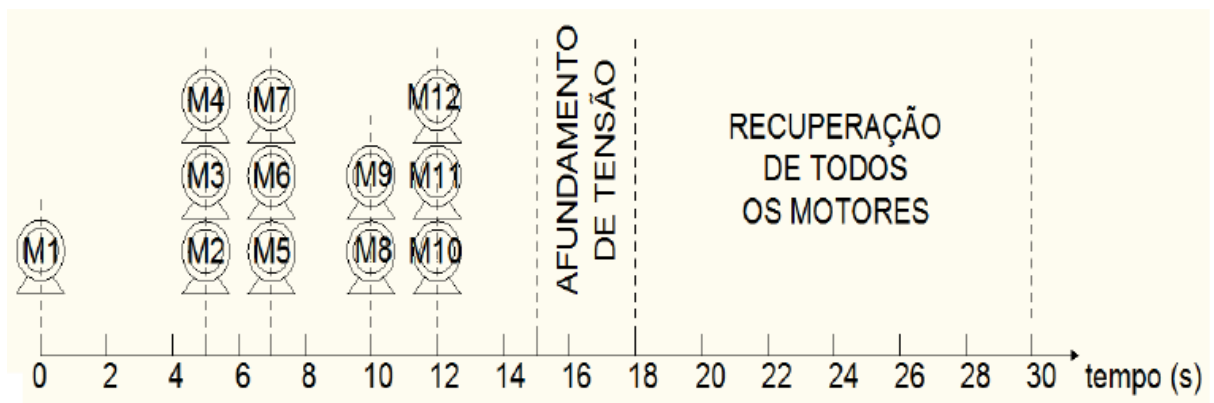 M4 M7 M12
M3 M6 M9 M11
M1 M2 M5 M8 M10
AFUNDAMENTO
DE TENSÃO
RECUPERAÇÃO
DE TODOS
OS MOTORES
0 2 4 6 8 10 12 14 16 18 20 22 24 26 28 30 tempo (s)